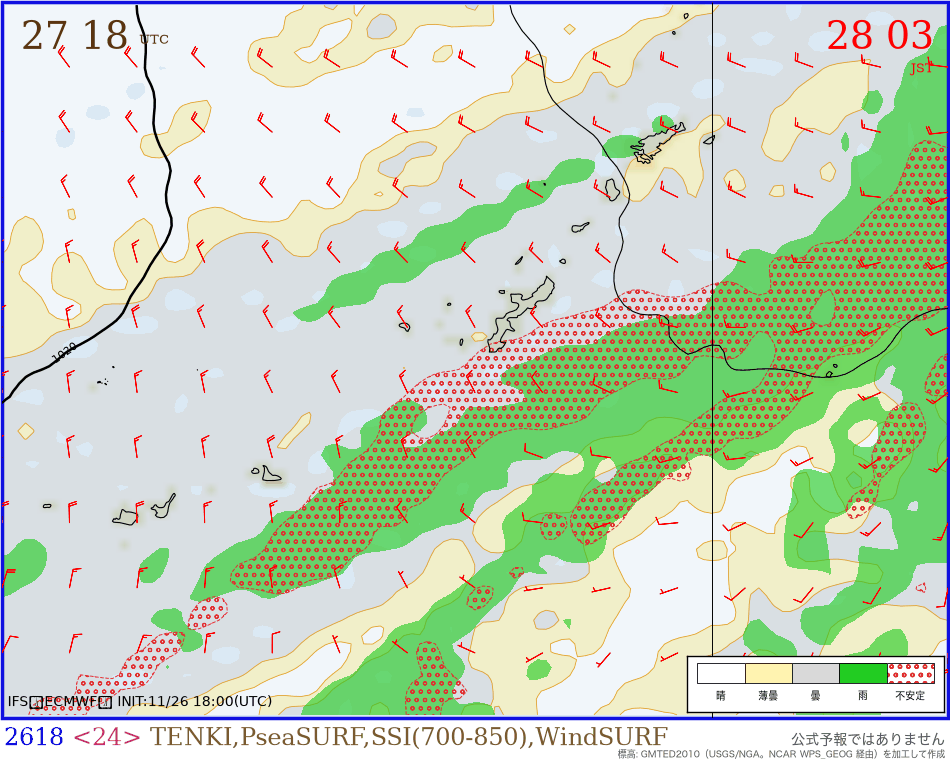 27 18 UTC
28 03
JST
1020
IFS□□ECMWF□□ INIT:11/26 18:00(UTC)
晴 薄曇 曇 雨 不安定
2618 <24> TENKI,PseaSURF,SSI(700-850),WindSURF
公式予報ではありません
標高: GMTED2010（USGS/NGA。NCAR WPS_GEOG 経由）を加工して作成